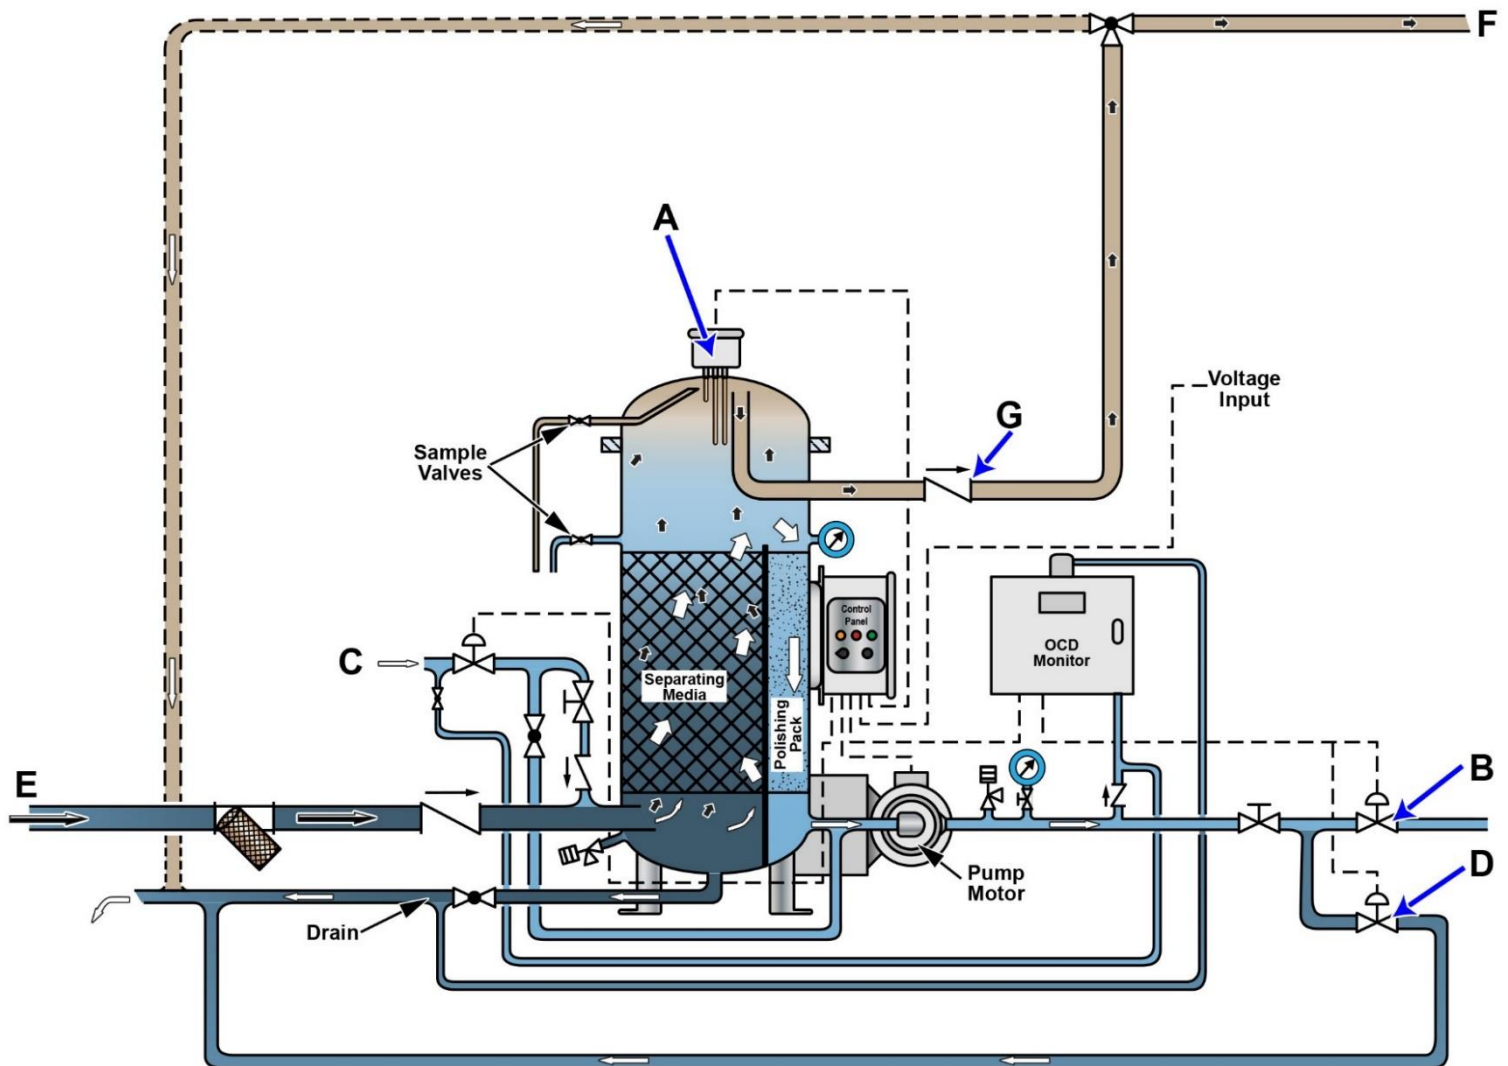 F
A
Voltage
Input
G
Sample
Valves
Control
Panel
OCD
Monitor
C
Separating
Media
Polishing
Pack
E
B
Pump
Motor
D
Drain